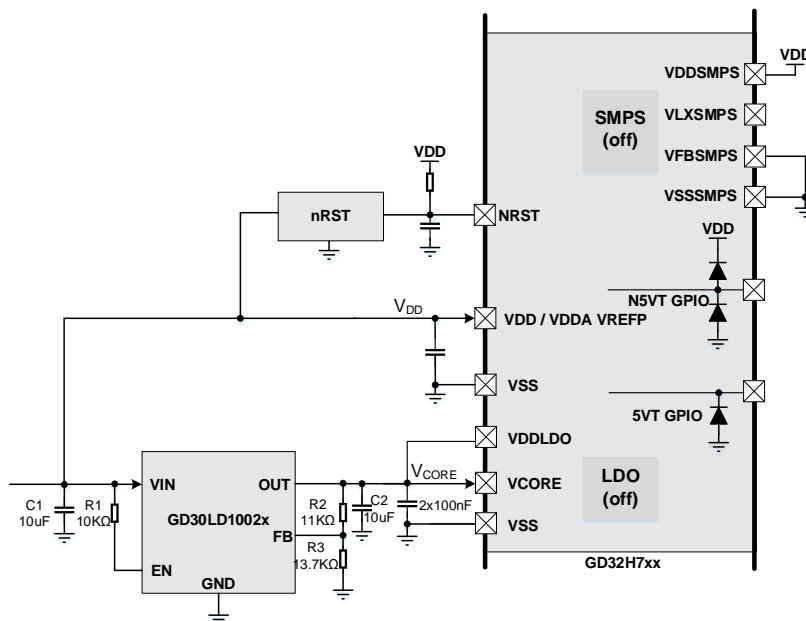 VDD
VDDSMPS
SMPS
(off)
VLXSMPS
VDD
VFBSMPS
VSSSMPS
nRST
NRST
VDD
N5VT GPIO
VDD
VDD / VDDA VREFP
VSS
5VT GPIO
VDDLDO
VIN
OUT
VCORE
VCORE
LDO
(off)
C1
10uF
R1
10KΩ
GD30LD1002x
R2
11KΩ
C2
10uF
2x100nF
FB
R3
13.7KΩ
VSS
EN
GND
GD32H7xx